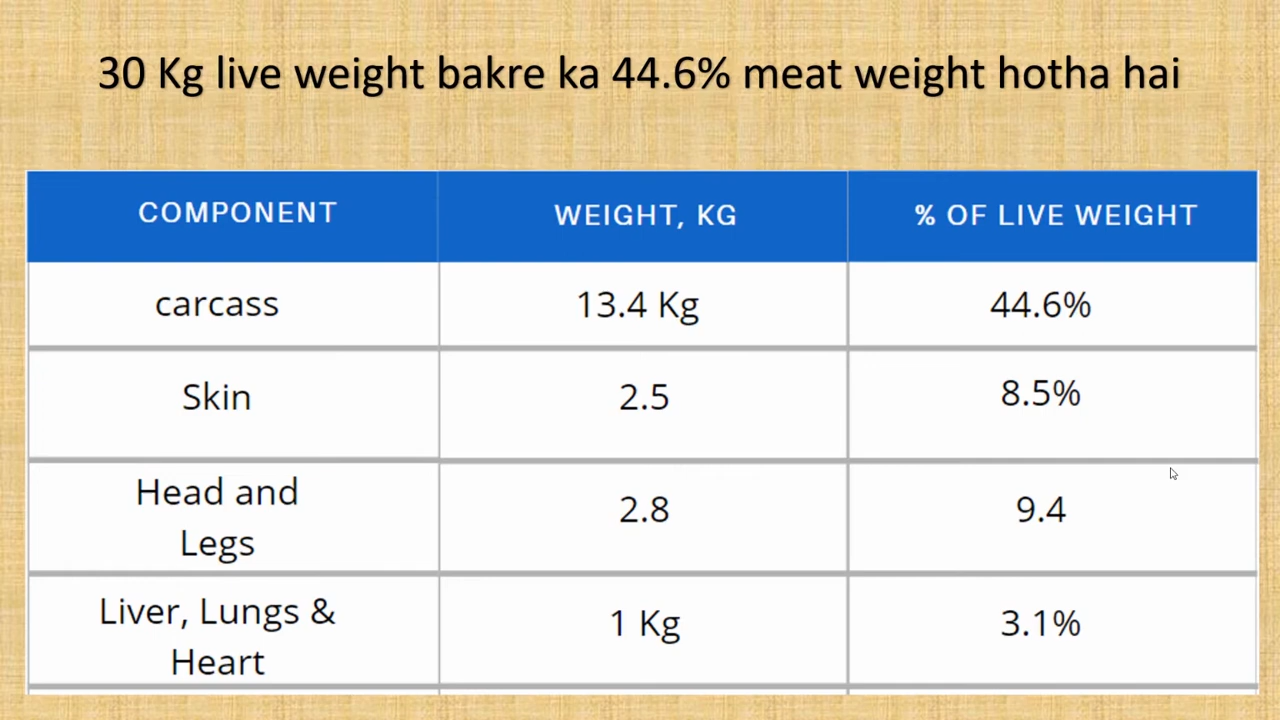 30 Kg live weight bakre ka 44.6% meat weight hotha hai
COMPONENT WEIGHT, KG % OF LIVE WEIGHT
carcass 13.4 Kg 44.6%
Skin 2.5 8.5%
Head and
Legs 2.8 9.4
Liver, Lungs &
Heart 1 Kg 3.1%